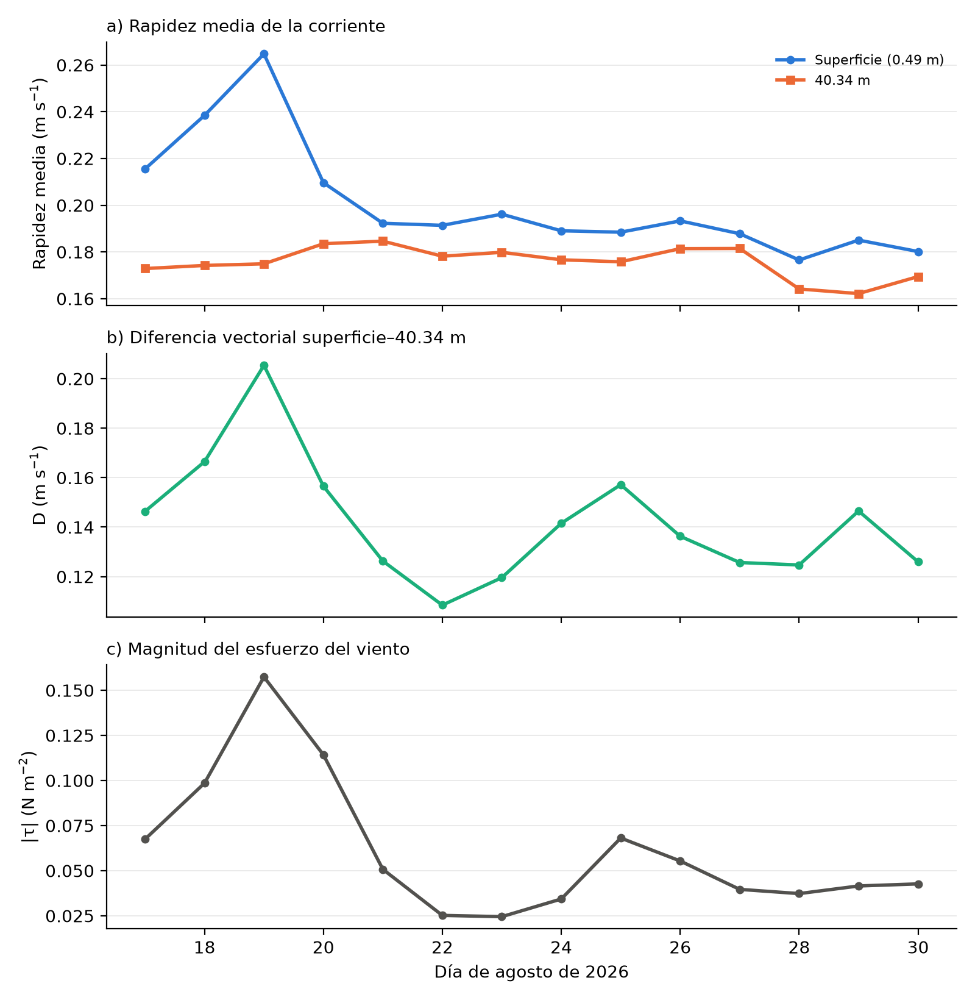 a) Rapidez media de la corriente
Rapidez media (m s⁻¹)
0.26
0.24
0.22
0.20
0.18
0.16
Superficie (0.49 m)
40.34 m
b) Diferencia vectorial superficie–40.34 m
D (m s⁻¹)
0.20
0.18
0.16
0.14
0.12
c) Magnitud del esfuerzo del viento
|τ| (N m⁻²)
0.150
0.125
0.100
0.075
0.050
0.025
18 20 22 24 26 28 30
Día de agosto de 2026